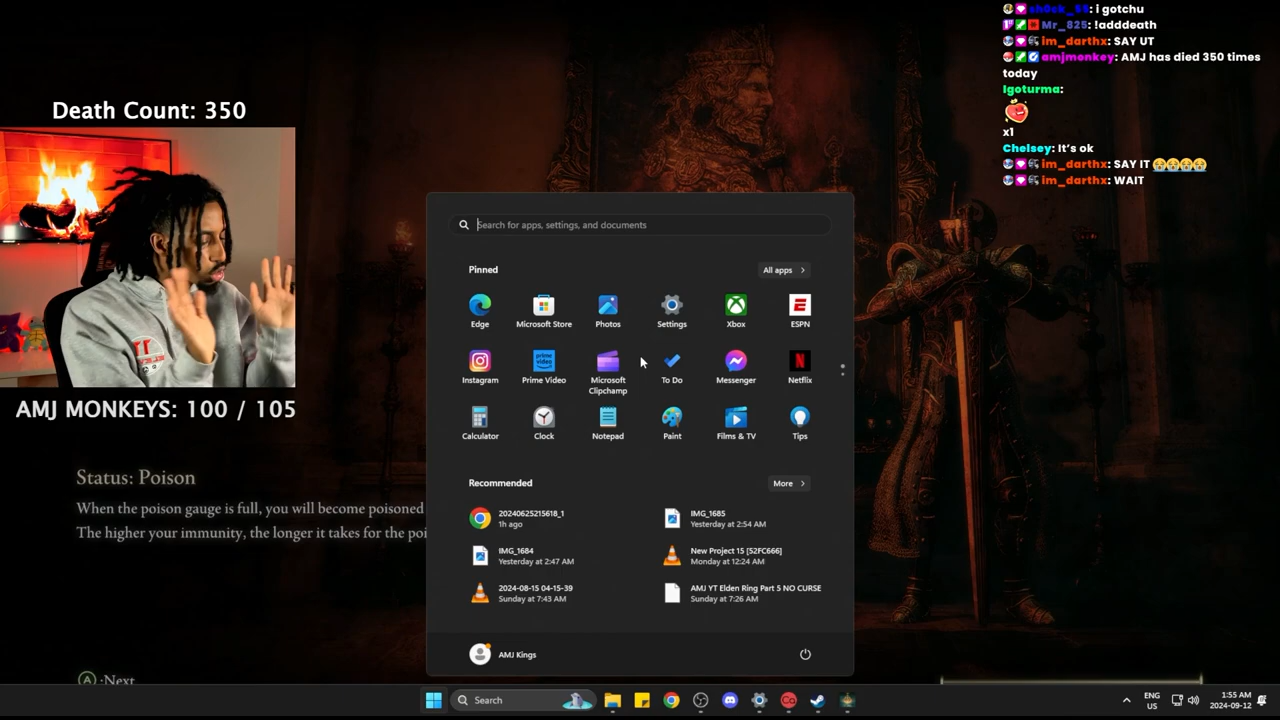 Death Count: 350
AMJ MONKEYS: 100 / 105
Status: Poison
When the poison gauge is full, you will become poisoned
The higher your immunity, the longer it takes for the poi
A :Next
sh0ck_55: i gotchu
Mr_825: !adddeath
im_darthx: SAY UT
amjmonkey: AMJ has died 350 times
today
Igoturma:
x1
Chelsey: It’s ok
im_darthx: SAY IT 😭😭😭😭
im_darthx: WAIT
Search for apps, settings, and documents
Pinned
All apps
Edge
Microsoft Store
Photos
Settings
Xbox
ESPN
Instagram
Prime Video
Microsoft
Clipchamp
To Do
Messenger
Netflix
Calculator
Clock
Notepad
Paint
Films & TV
Tips
Recommended
More
20240625215618_1
1h ago
IMG_1685
Yesterday at 2:54 AM
IMG_1684
Yesterday at 2:47 AM
New Project 15 [52FC666]
Monday at 12:24 AM
2024-08-15 04-15-39
Sunday at 7:43 AM
AMJ YT Elden Ring Part 5 NO CURSE
Sunday at 7:26 AM
AMJ Kings
Search
ENG
US
1:55 AM
2024-09-12